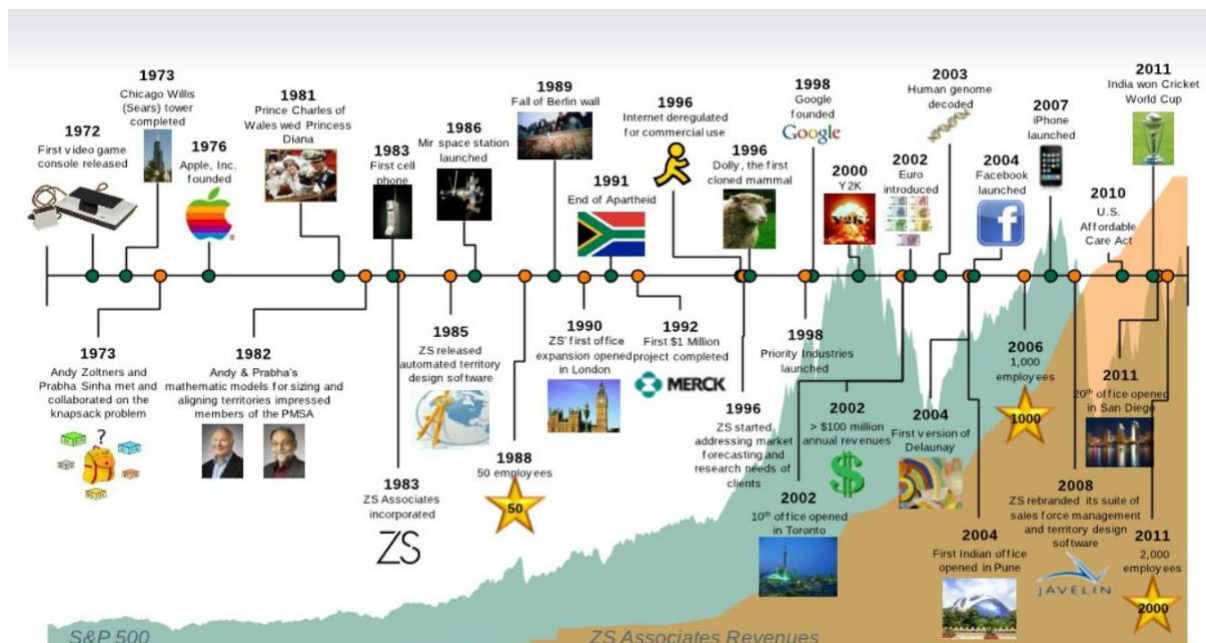 1972
First video game
console released
1973
Chicago Willis
(Sears) tower
completed
1976
Apple, Inc.
founded
1981
Prince Charles of
Wales wed Princess
Diana
1983
First cell
phone
1986
Mir space station
launched
1989
Fall of Berlin wall
1991
End of Apartheid
1996
Internet deregulated
for commercial use
1996
Dolly, the first
cloned mammal
1998
Google
founded
Google
2000
Y2K
Y2K
2002
Euro
introduced
2003
Human genome
decoded
2004
Facebook
launched
f
2007
iPhone
launched
2010
U.S.
Affordable
Care Act
2011
India won Cricket
World Cup
1973
Andy Zoltners and
Prabha Sinha met and
collaborated on the
knapsack problem
?
1982
Andy & Prabha's
mathematic models for sizing and
aligning territories impressed
members of the PMSA
1983
ZS Associates
incorporated
ZS
1985
ZS released
automated territory
design software
1988
50 employees
50
1990
ZS' first office
expansion opened
in London
1992
First $1 Million
project completed
MERCK
1996
ZS started
addressing market
forecasting and
research needs of
clients
1998
Priority Industries
launched
2002
10th office opened
in Toronto
2002
> $100 million
annual revenues
$
2004
First version of
Delaunay
2004
First Indian office
opened in Pune
2006
1,000
employees
1000
2008
ZS rebranded its suite of
sales force management
and territory design
software
JAVELIN
2011
20th office opened
in San Diego
2011
2,000
employees
2000
S&P 500
ZS Associates Revenues